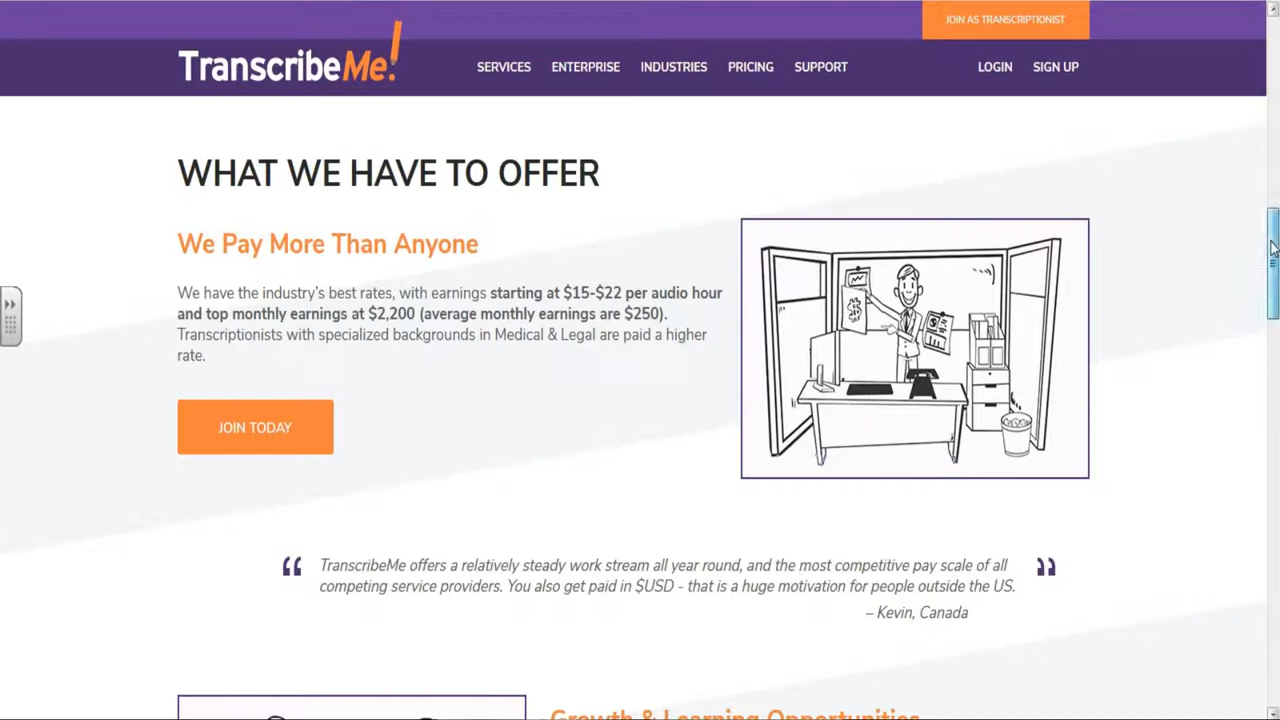 JOIN AS TRANSCRIPTIONIST
TranscribeMe!
SERVICES ENTERPRISE INDUSTRIES PRICING SUPPORT LOGIN SIGN UP
WHAT WE HAVE TO OFFER
We Pay More Than Anyone
We have the industry's best rates, with earnings starting at $15-$22 per audio hour
and top monthly earnings at $2,200 (average monthly earnings are $250).
Transcriptionists with specialized backgrounds in Medical & Legal are paid a higher
rate.
JOIN TODAY
“ TranscribeMe offers a relatively steady work stream all year round, and the most competitive pay scale of all ”
competing service providers. You also get paid in $USD - that is a huge motivation for people outside the US.
– Kevin, Canada
Growth & Learning Opportunities